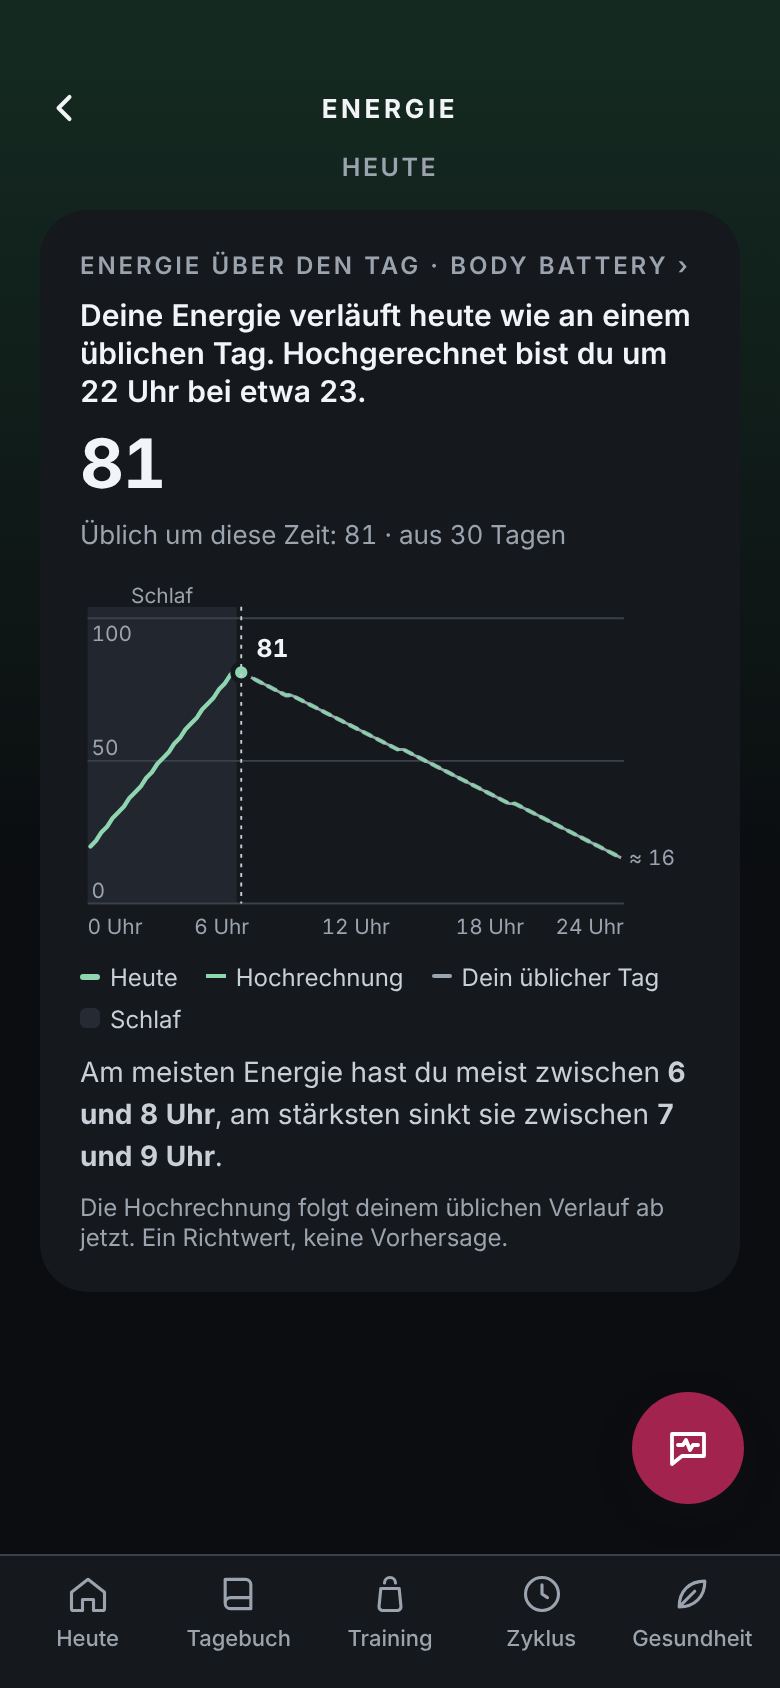 ENERGIE
HEUTE
ENERGIE ÜBER DEN TAG · BODY BATTERY ›
Deine Energie verläuft heute wie an einem
üblichen Tag. Hochgerechnet bist du um
22 Uhr bei etwa 23.
81
Üblich um diese Zeit: 81 · aus 30 Tagen
Schlaf
100
81
50
≈ 16
0
0 Uhr 6 Uhr 12 Uhr 18 Uhr 24 Uhr
Heute Hochrechnung Dein üblicher Tag
Schlaf
Am meisten Energie hast du meist zwischen 6
und 8 Uhr, am stärksten sinkt sie zwischen 7
und 9 Uhr.
Die Hochrechnung folgt deinem üblichen Verlauf ab
jetzt. Ein Richtwert, keine Vorhersage.
Heute Tagebuch Training Zyklus Gesundheit